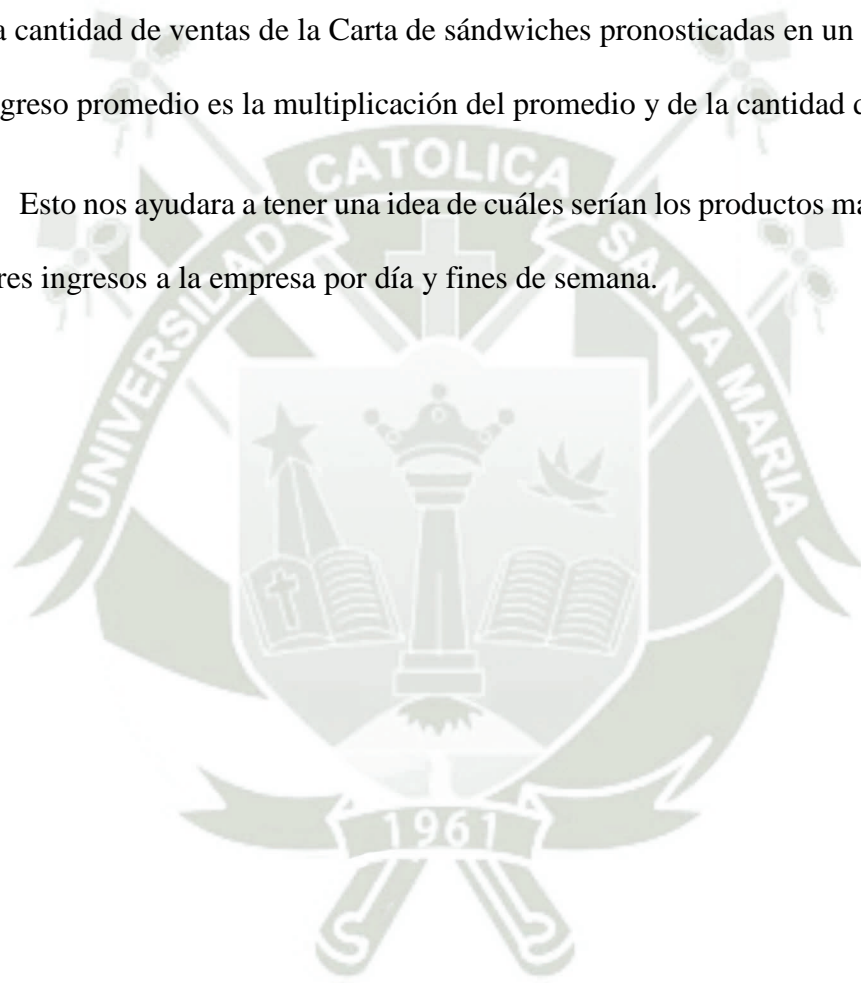 a cantidad de ventas de la Carta de sándwiches pronosticadas en un
greso promedio es la multiplicación del promedio y de la cantidad
Esto nos ayudara a tener una idea de cuáles serían los productos
res ingresos a la empresa por día y fines de semana.
UNIVERSIDAD CATOLICA SANTA MARIA
1961